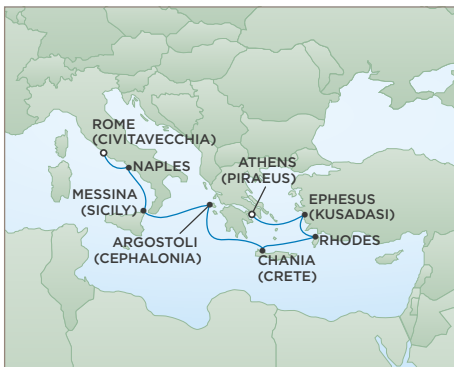 ROME
(CIVITAVECCHIA)
NAPLES
ATHENS
(PIRAEUS)
MESSINA
(SICILY)
EPHESUS
(KUSADASI)
ARGOSTOLI
(CEPHALONIA)
RHODES
CHANIA
(CRETE)